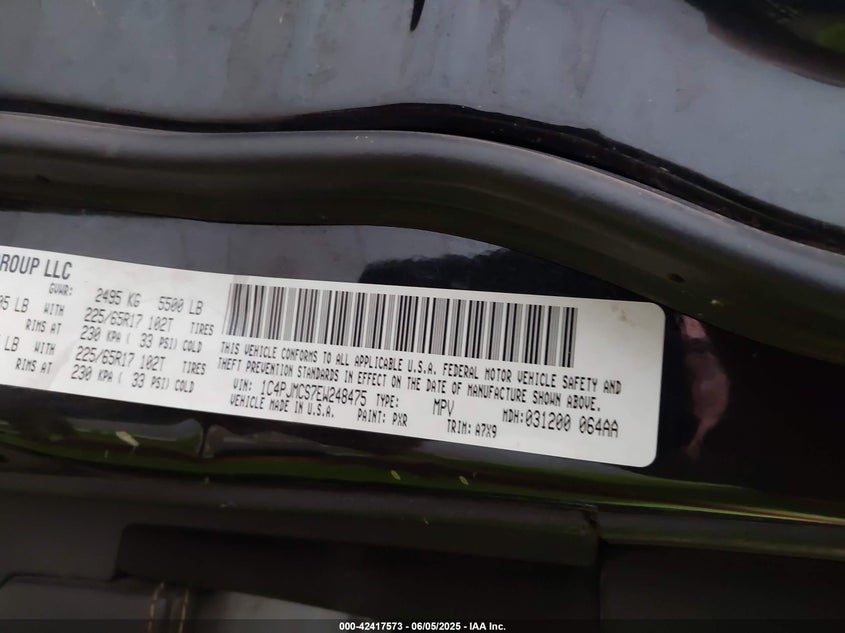 ROUP LLC
GVWR: 2495 KG 5500 LB
05 LB WITH 225/65R17 102T TIRES
RIMS AT 230 KPA ( 33 PSI) COLD
LB WITH 225/65R17 102T TIRES
RIMS AT 230 KPA ( 33 PSI) COLD
THIS VEHICLE CONFORMS TO ALL APPLICABLE U.S.A. FEDERAL MOTOR VEHICLE SAFETY AND
THEFT PREVENTION STANDARDS IN EFFECT ON THE DATE OF MANUFACTURE SHOWN ABOVE.
VIN: 1C4PJMCS7EW248475 TYPE: MPV MDH: 031200 064AA
VEHICLE MADE IN U.S.A. PAINT: PXR TRIM: A7X9
000-42417573 - 06/05/2025 - IAA Inc.